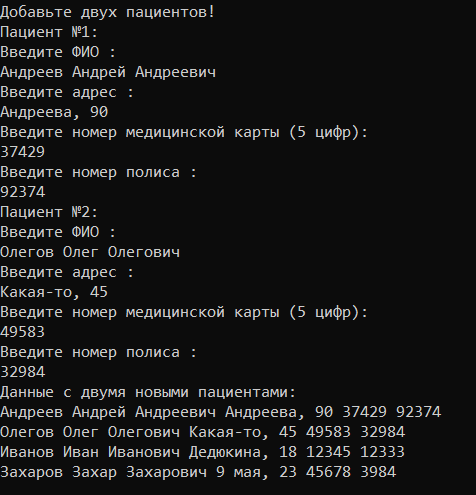 Добавьте двух пациентов!
Пациент №1:
Введите ФИО :
Андреев Андрей Андреевич
Введите адрес :
Андреева, 90
Введите номер медицинской карты (5 цифр):
37429
Введите номер полиса :
92374
Пациент №2:
Введите ФИО :
Олегов Олег Олегович
Введите адрес :
Какая-то, 45
Введите номер медицинской карты (5 цифр):
49583
Введите номер полиса :
32984
Данные с двумя новыми пациентами:
Андреев Андрей Андреевич Андреева, 90 37429 92374
Олегов Олег Олегович Какая-то, 45 49583 32984
Иванов Иван Иванович Дедюкина, 18 12345 12333
Захаров Захар Захарович 9 мая, 23 45678 3984